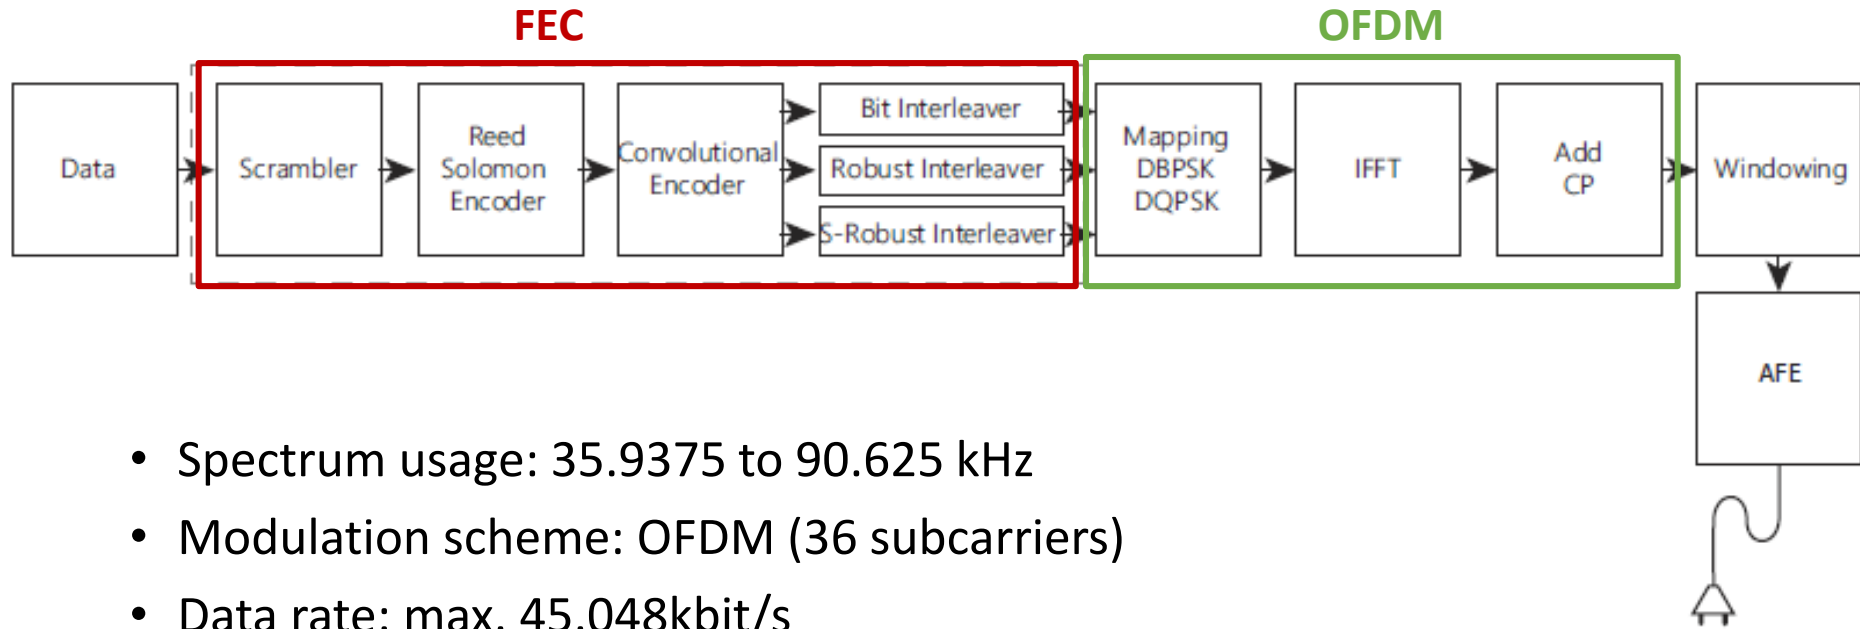 FEC
OFDM
Data
Scrambler
Reed
Solomon
Encoder
Convolutional
Encoder
Bit Interleaver
Robust Interleaver
S-Robust Interleaver
Mapping
DBPSK
DQPSK
IFFT
Add
CP
Windowing
AFE
• Spectrum usage: 35.9375 to 90.625 kHz
• Modulation scheme: OFDM (36 subcarriers)
• Data rate: max. 45.048kbit/s